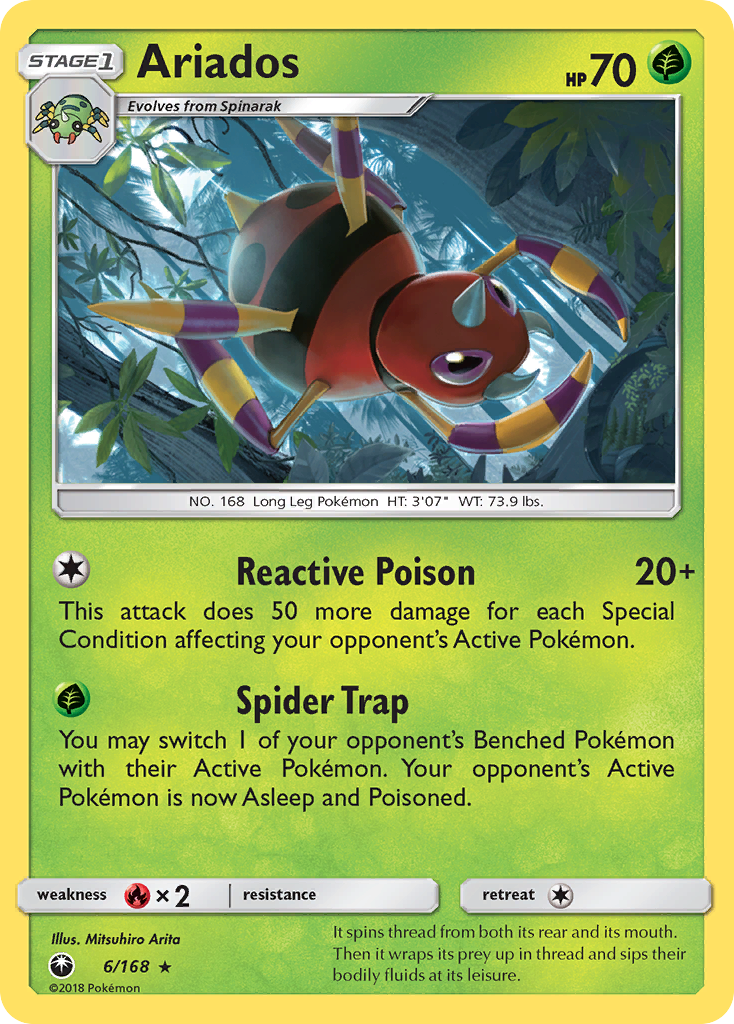 STAGE1
Ariados
HP70
Evolves from Spinarak
NO. 168 Long Leg Pokémon HT: 3'07" WT: 73.9 lbs.
Reactive Poison 20+
This attack does 50 more damage for each Special
Condition affecting your opponent's Active Pokémon.
Spider Trap
You may switch 1 of your opponent's Benched Pokémon
with their Active Pokémon. Your opponent's Active
Pokémon is now Asleep and Poisoned.
weakness ×2 resistance retreat
Illus. Mitsuhiro Arita
6/168 ★
©2018 Pokémon
It spins thread from both its rear and its mouth.
Then it wraps its prey up in thread and sips their
bodily fluids at its leisure.